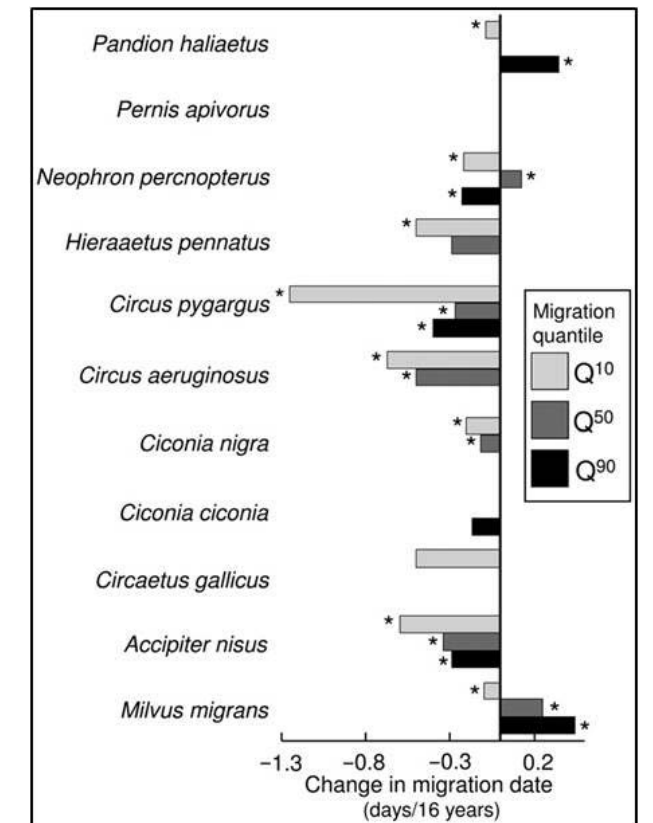 Pandion haliaetus
*
*
Pernis apivorus
Neophron percnopterus
*
*
*
Hieraaetus pennatus
*
Circus pygargus
*
*
*
Circus aeruginosus
*
*
Ciconia nigra
*
*
Ciconia ciconia
Circaetus gallicus
Accipiter nisus
*
*
*
Milvus migrans
*
*
*
Migration
quantile
Q10
Q50
Q90
−1.3 −0.8 −0.3 0.2
Change in migration date
(days/16 years)